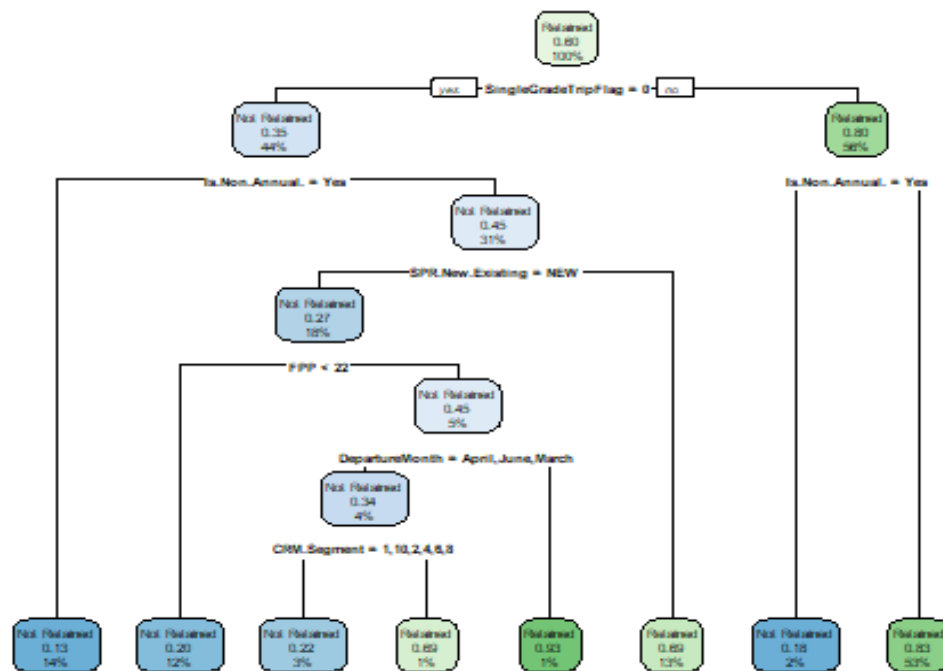 Retained
0.60
100%
yes SingleGradeTripFlag = 0 no
Not Retained
0.35
44%
Retained
0.80
56%
Is.Non.Annual. = Yes
Is.Non.Annual. = Yes
Not Retained
0.45
31%
SPR.New.Existing = NEW
Not Retained
0.27
18%
FPP < 22
Not Retained
0.45
5%
DepartureMonth = April,June,March
Not Retained
0.34
4%
CRM.Segment = 1,10,2,4,6,8
Not Retained
0.13
14%
Not Retained
0.20
12%
Not Retained
0.22
3%
Retained
0.69
1%
Retained
0.93
1%
Retained
0.69
13%
Not Retained
0.18
2%
Retained
0.83
53%